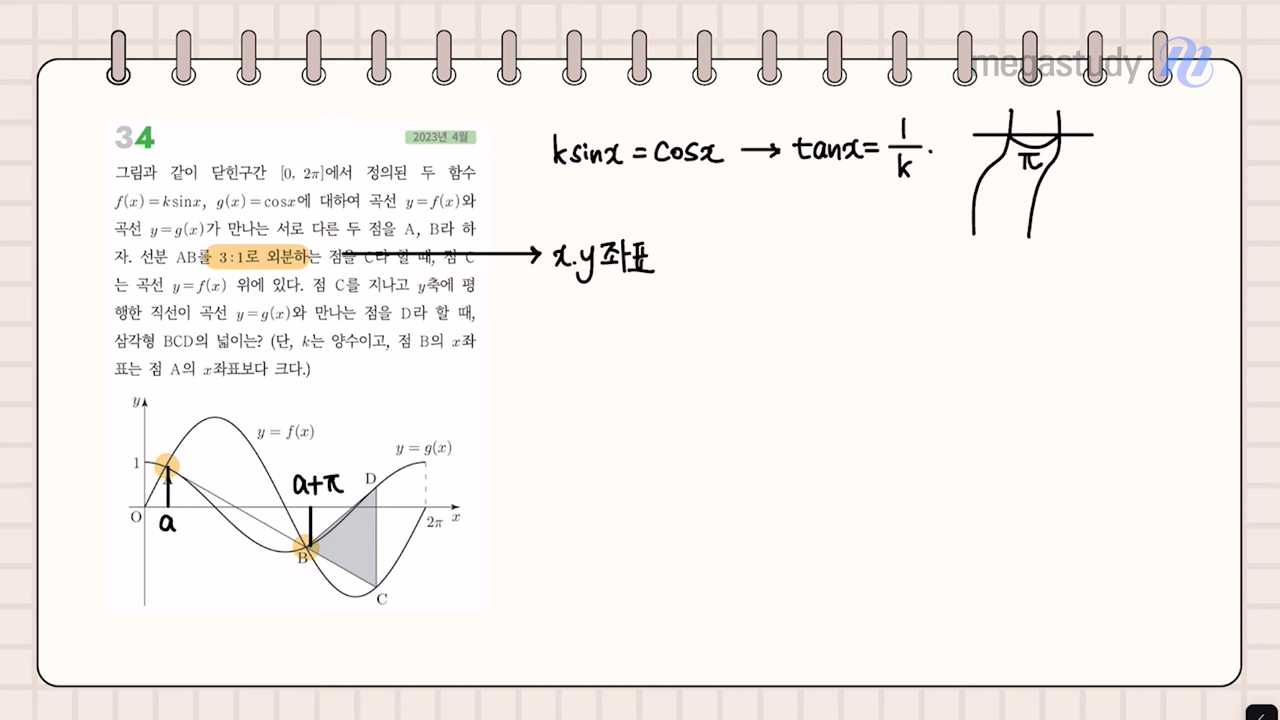 megastudy
34
2023년 4월
그림과 같이 닫힌구간 [0, 2π]에서 정의된 두 함수
f(x)=ksinx, g(x)=cosx에 대하여 곡선 y=f(x)와
곡선 y=g(x)가 만나는 서로 다른 두 점을 A, B라 하
자. 선분 AB를 3:1로 외분하는 점을 C라 할 때, 점 C
는 곡선 y=f(x) 위에 있다. 점 C를 지나고 y축에 평
행한 직선이 곡선 y=g(x)와 만나는 점을 D라 할 때,
삼각형 BCD의 넓이는? (단, k는 양수이고, 점 B의 x좌
표는 점 A의 x좌표보다 크다.)
y
y=f(x)
y=g(x)
1
A
a+π
D
O
a
2π
x
B
C
ksinx = cosx → tanx = 1/k.
π
x.y좌표